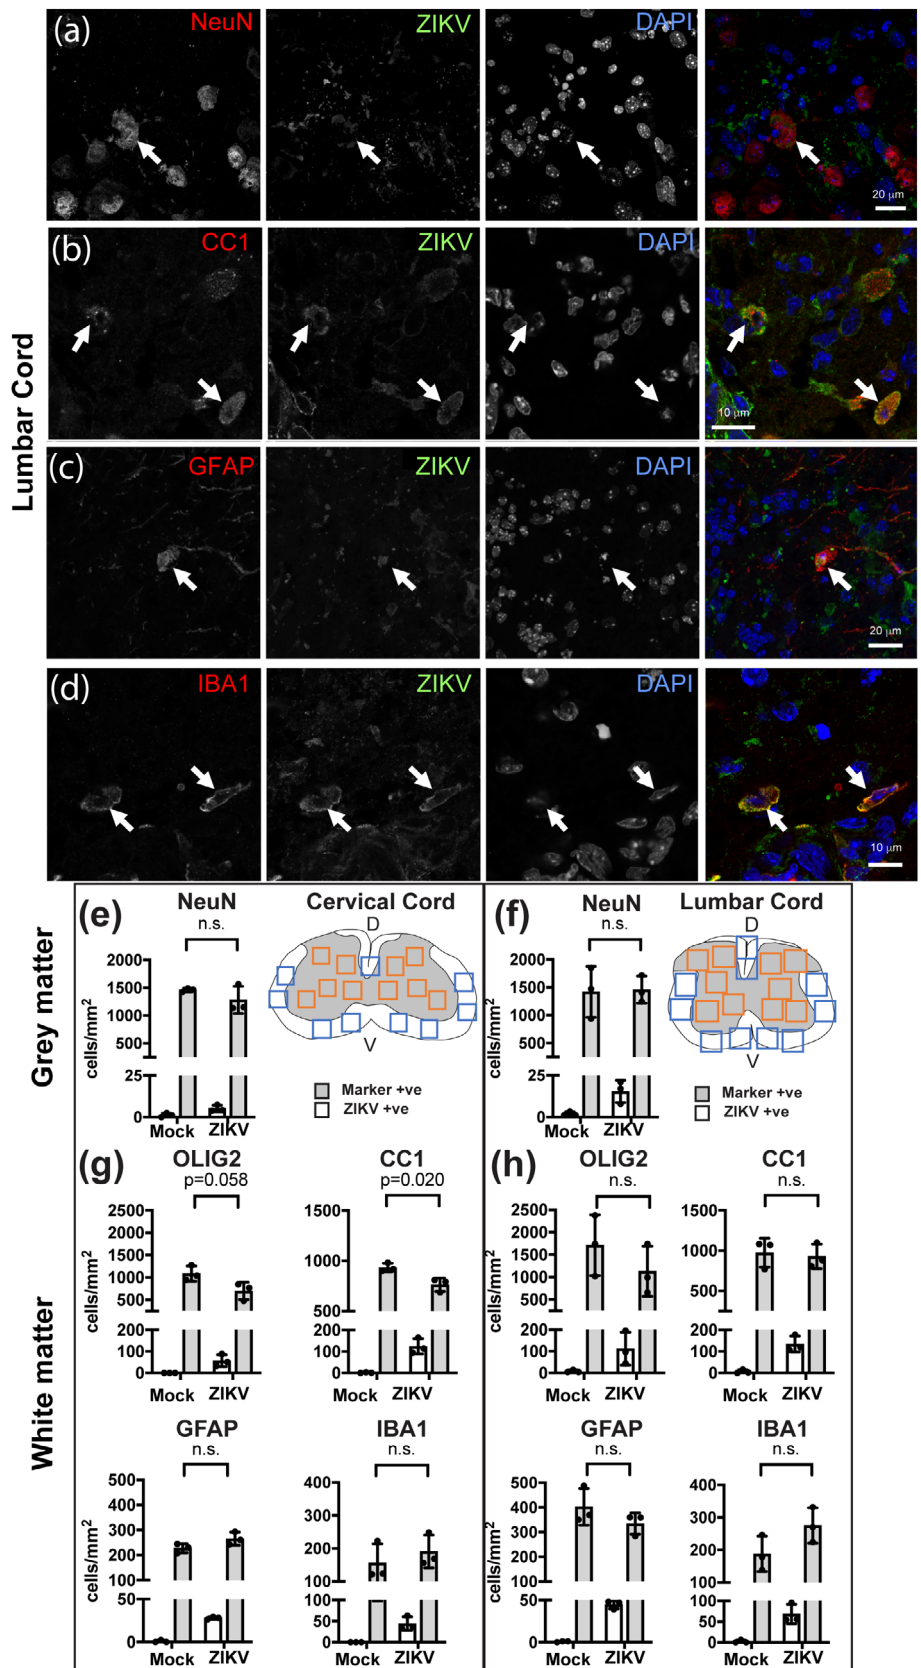 Lumbar Cord
(a) NeuN ZIKV DAPI
20 μm
(b) CC1 ZIKV DAPI
10 μm
(c) GFAP ZIKV DAPI
20 μm
(d) IBA1 ZIKV DAPI
10 μm
Grey matter
(e) NeuN
n.s.
cells/mm²
2000
1500
1000
500
25
0
Mock ZIKV
Cervical Cord
D
V
Marker +ve
ZIKV +ve
(f) NeuN
n.s.
cells/mm²
2000
1500
1000
500
25
0
Mock ZIKV
Lumbar Cord
D
V
Marker +ve
ZIKV +ve
White matter
(g) OLIG2
p=0.058
cells/mm²
2500
2000
1500
1000
500
200
100
0
Mock ZIKV
CC1
p=0.020
1500
1000
500
200
100
0
Mock ZIKV
GFAP
n.s.
cells/mm²
500
400
300
200
100
50
0
Mock ZIKV
IBA1
n.s.
400
300
200
100
100
50
0
Mock ZIKV
(h) OLIG2
n.s.
cells/mm²
2500
2000
1500
1000
500
200
100
0
Mock ZIKV
CC1
n.s.
1500
1000
500
200
100
0
Mock ZIKV
GFAP
n.s.
cells/mm²
500
400
300
200
100
50
0
Mock ZIKV
IBA1
n.s.
400
300
200
100
100
50
0
Mock ZIKV